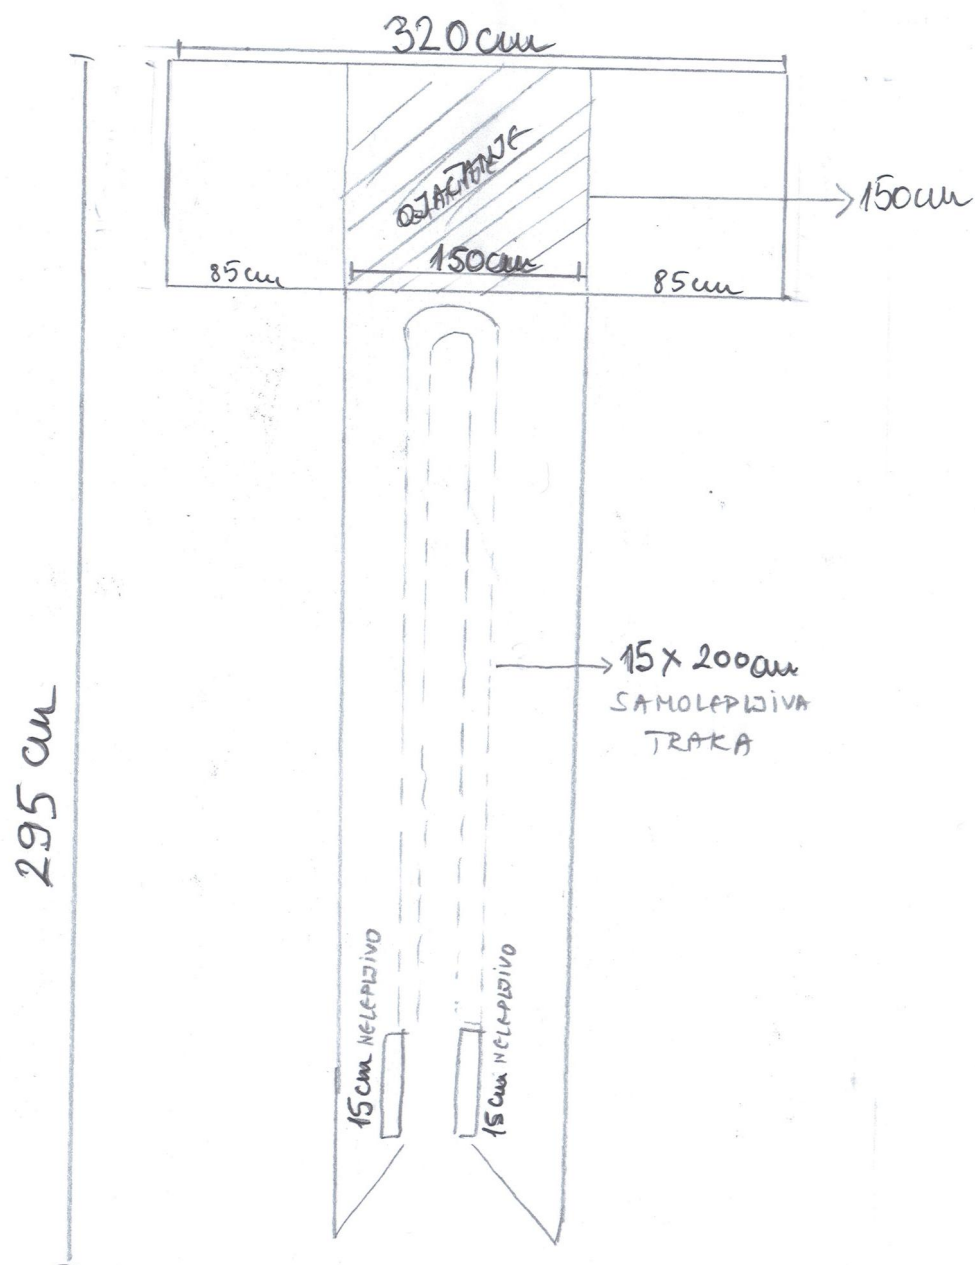 320cm
OJAČANJE
150cm
150cm
85cm
85cm
15 x 200cm
SAMOLEPLJIVA
TRAKA
295 cm
15cm NELEPLJIVO
15cm NELEPLJIVO